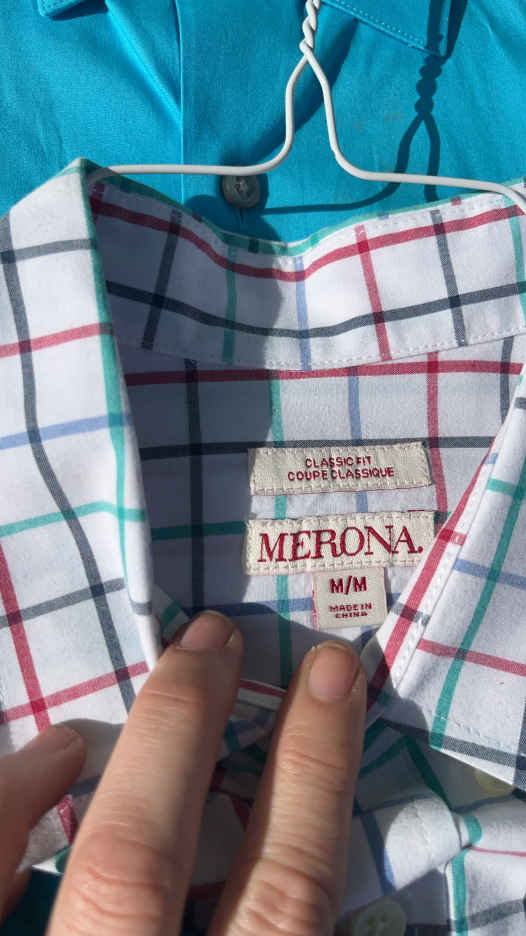 CLASSIC FIT
COUPE CLASSIQUE
MERONA.
M/M
MADE IN
CHINA